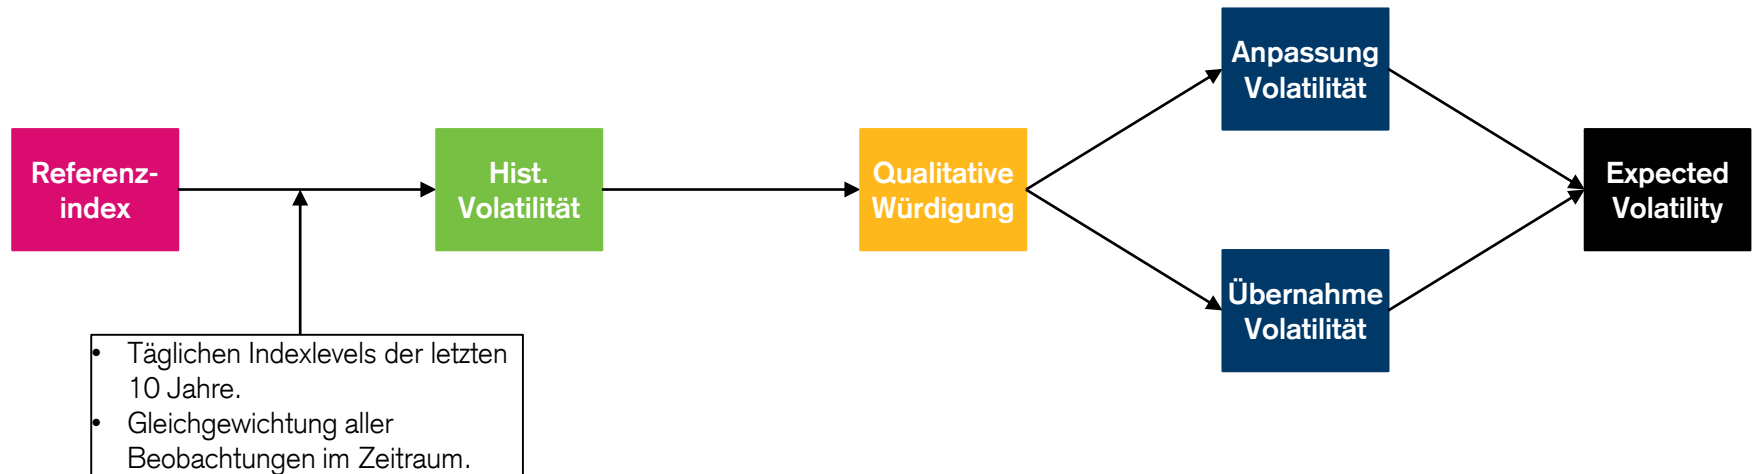 Referenz-
index
Hist.
Volatilität
Qualitative
Würdigung
Anpassung
Volatilität
Übernahme
Volatilität
Expected
Volatility
• Täglichen Indexlevels der letzten
10 Jahre.
• Gleichgewichtung aller
Beobachtungen im Zeitraum.